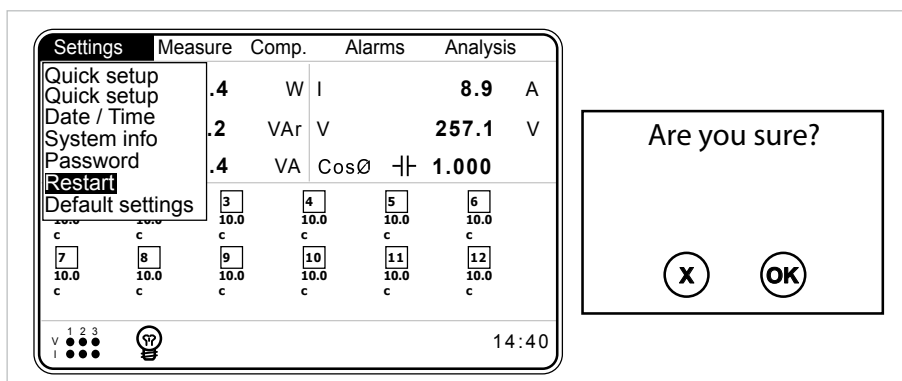 Settings Measure Comp. Alarms Analysis
Quick setup
Quick setup
Date / Time
System info
Password
Restart
Default settings
.4 W I 8.9 A
.2 VAr V 257.1 V
.4 VA CosØ 1.000
3 4 5 6
10.0 10.0 10.0 10.0
c c c c c c
7 8 9 10 11 12
10.0 10.0 10.0 10.0 10.0 10.0
c c c c c c
1 2 3
V
I
14:40
Are you sure?
X OK